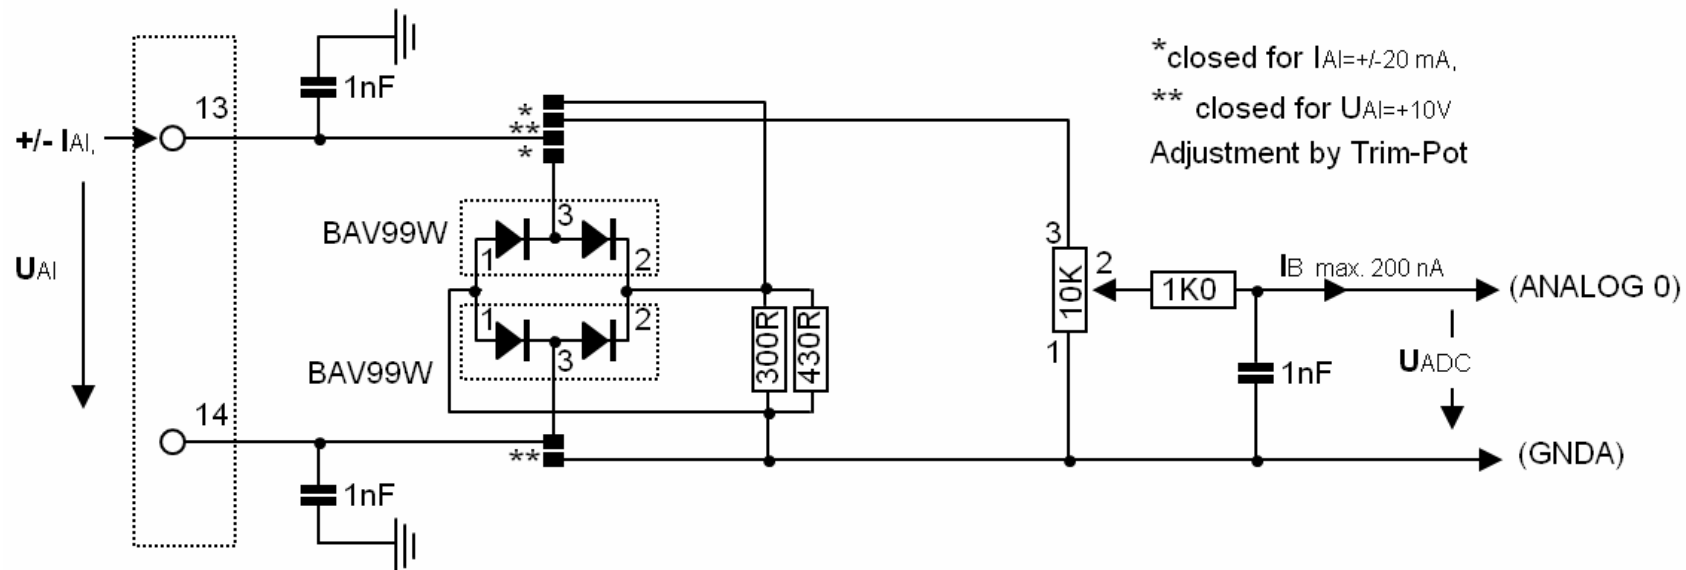 *closed for IAI=+/-20 mA,
** closed for UAI=+10V
Adjustment by Trim-Pot
1nF
13
+/- IAI,
*
**
*
BAV99W
3
1
2
UAI
3
2
10K
1
1K0
IB max. 200 nA
(ANALOG 0)
1
2
3
BAV99W
300R
430R
1nF
UADC
14
**
(GNDA)
1nF